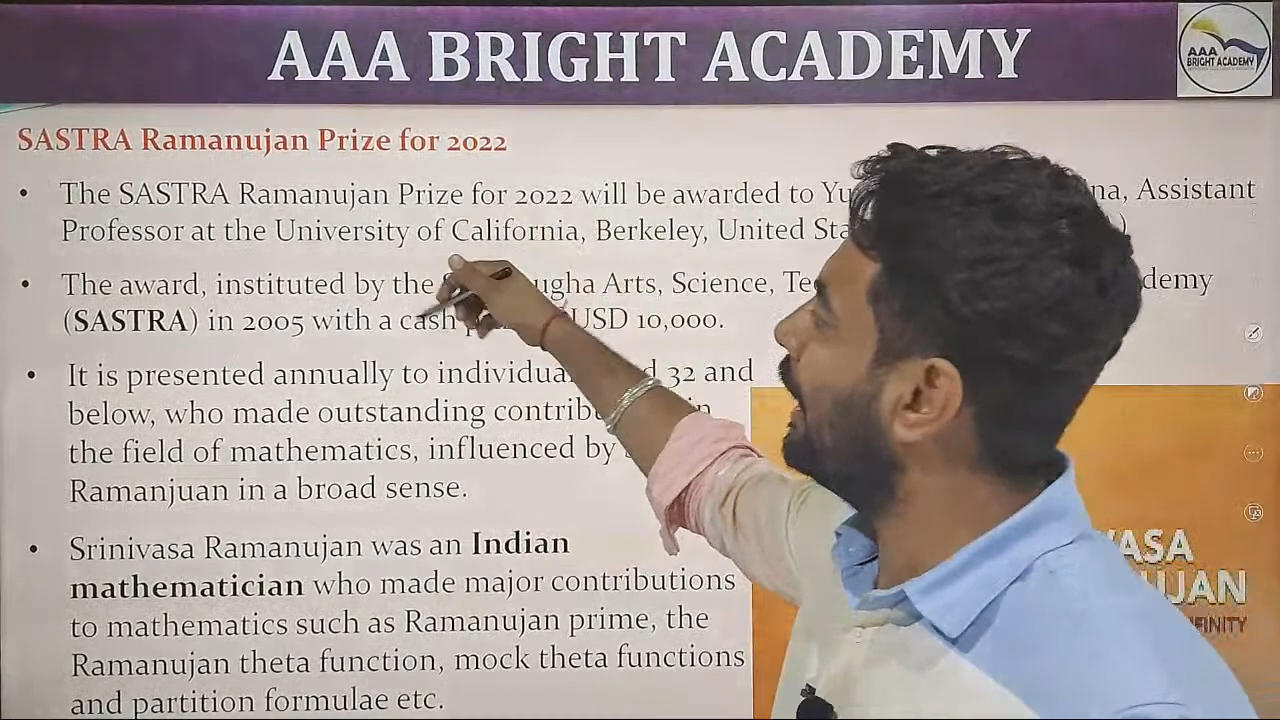 AAA BRIGHT ACADEMY
AAA
BRIGHT ACADEMY
SASTRA Ramanujan Prize for 2022
• The SASTRA Ramanujan Prize for 2022 will be awarded to Assistant
Professor at the University of California, Berkeley, United
• The award, instituted by the Arts, Science,
(SASTRA) in 2005 with a cash USD 10,000.
• It is presented annually to 32 and
below, who made outstanding in
the field of mathematics, influenced by
Ramanjuan in a broad sense.
• Srinivasa Ramanujan was an Indian
mathematician who made major contributions
to mathematics such as Ramanujan prime, the
Ramanujan theta function, mock theta functions
and partition formulae etc.